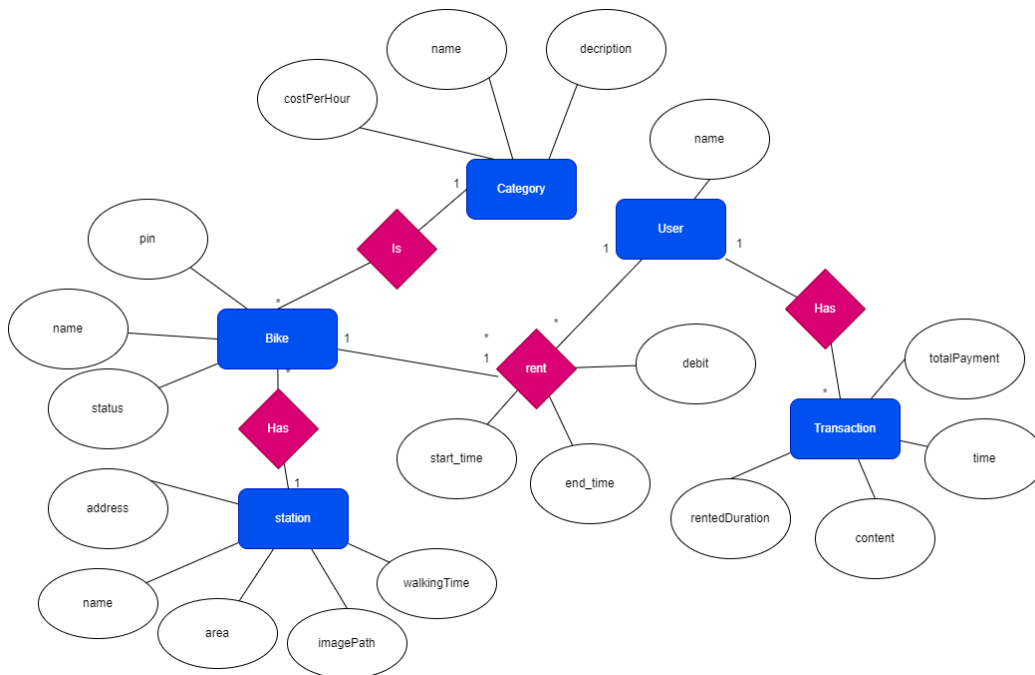 name
decription
costPerHour
name
1
Category
User
pin
Is
1
1
*
name
Bike
1
*
*
1
rent
Has
debit
totalPayment
*
status
Has
*
Transaction
start_time
end_time
time
1
address
station
rentedDuration
content
walkingTime
name
area
imagePath